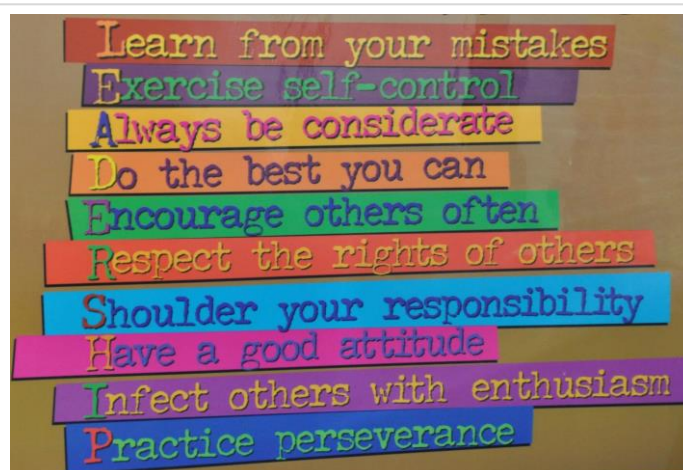 Learn from your mistakes
Exercise self-control
Always be considerate
Do the best you can
Encourage others often
Respect the rights of others
Shoulder your responsibility
Have a good attitude
Infect others with enthusiasm
Practice perseverance